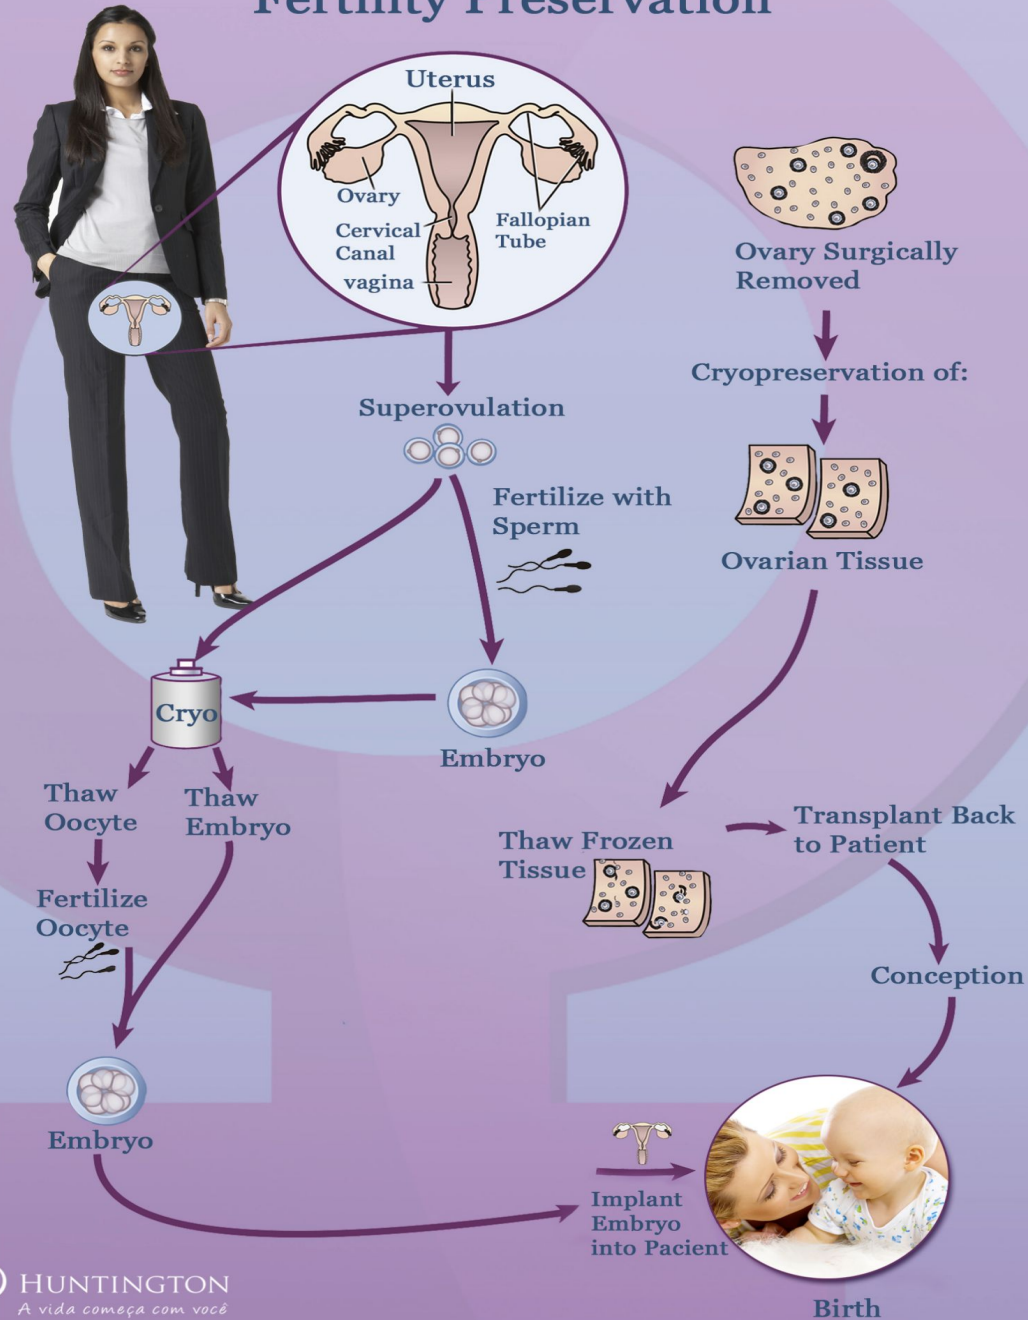 Fertility Preservation
Uterus
Ovary
Cervical
Canal
vagina
Fallopian
Tube
Ovary Surgically
Removed
Cryopreservation of:
Superovulation
Fertilize with
Sperm
Ovarian Tissue
Cryo
Embryo
Thaw
Oocyte
Thaw
Embryo
Fertilize
Oocyte
Thaw Frozen
Tissue
Transplant Back
to Patient
Conception
Embryo
Implant
Embryo
into Pacient
Birth
HUNTINGTON
A vida começa com você